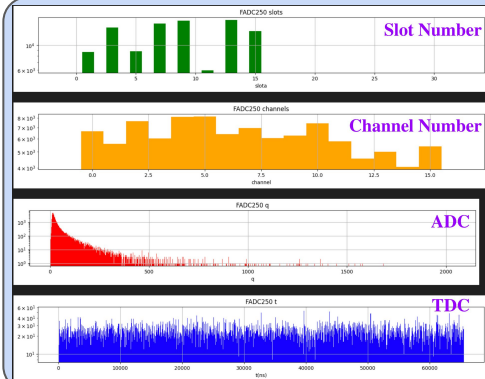 FADC250 slots
Slot Number
10⁴
6 × 10³
0 5 10 15 20 25 30
slots
FADC250 channels
Channel Number
8 × 10³
7 × 10³
6 × 10³
5 × 10³
4 × 10³
0.0 2.5 5.0 7.5 10.0 12.5 15.0
channel
FADC250 q
ADC
10³
10²
10¹
10⁰
0 500 1000 1500 2000
q
FADC250 t
TDC
6 × 10¹
4 × 10¹
3 × 10¹
2 × 10¹
10¹
0 10000 20000 30000 40000 50000 60000
t(ns)